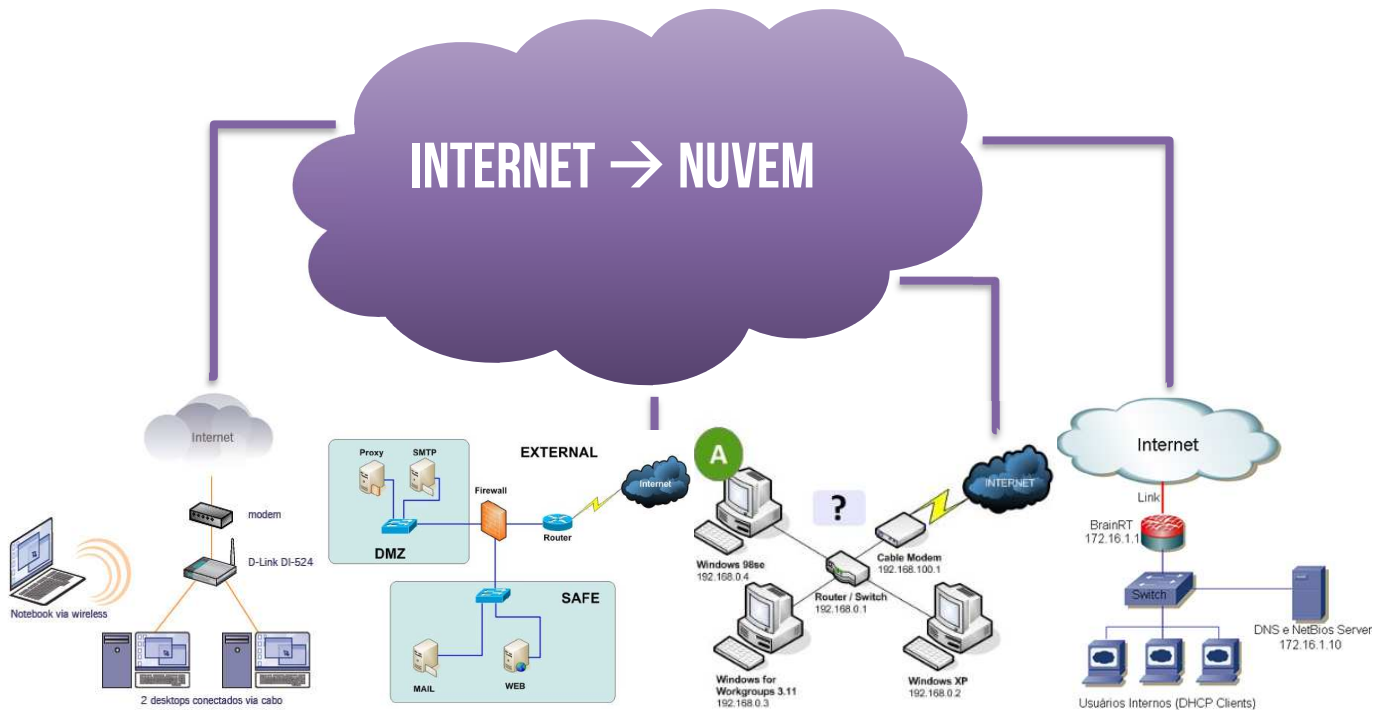 INTERNET → NUVEM
Internet
modem
D-Link DI-524
Notebook via wireless
2 desktops conectados via cabo
Proxy
SMTP
EXTERNAL
Firewall
Internet
Router
DMZ
SAFE
MAIL
WEB
A
?
INTERNET
Windows 98se
192.168.0.4
Cable Modem
192.168.100.1
Router / Switch
192.168.0.1
Windows for
Workgroups 3.11
192.168.0.3
Windows XP
192.168.0.2
Internet
Link
BrainRT
172.16.1.1
Switch
DNS e NetBios Server
172.16.1.10
Usuários Internos (DHCP Clients)